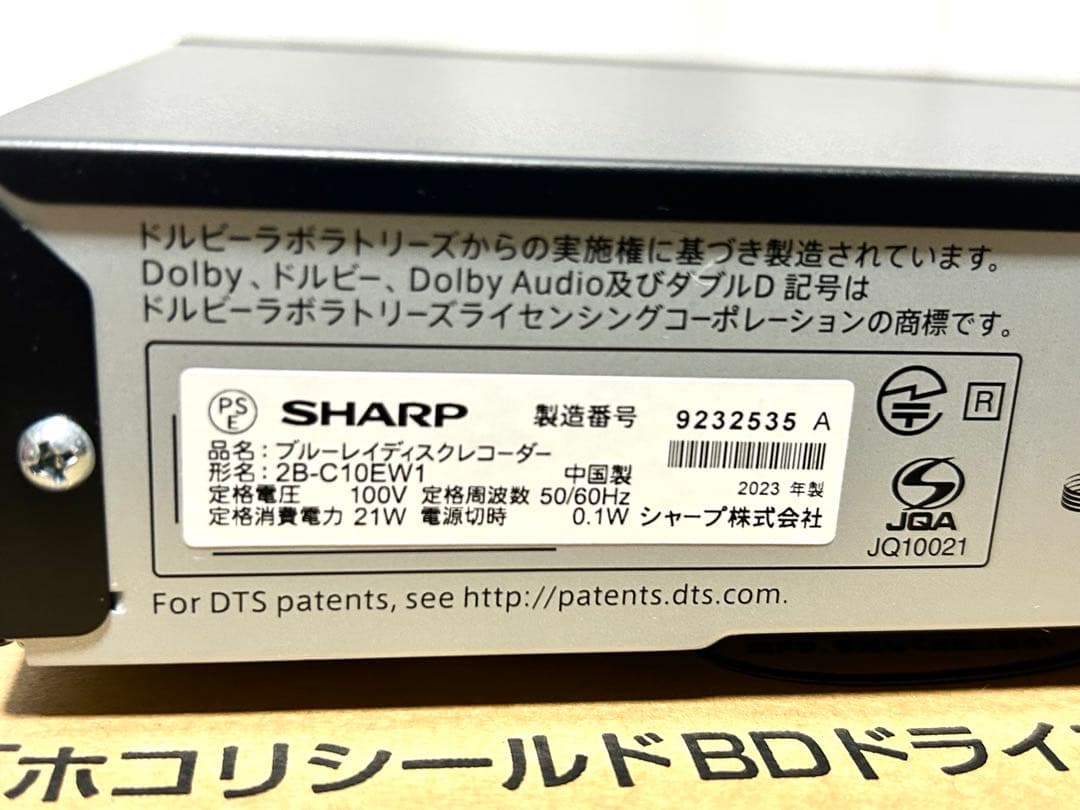 ドルビーラボラトリーズからの実施権に基づき製造されています。
Dolby、ドルビー、Dolby Audio及びダブルD 記号は
ドルビーラボラトリーズライセンシングコーポレーションの商標です。
PS
E
SHARP 製造番号 9232535 A
品名：ブルーレイディスクレコーダー
形名：2B-C10EW1 中国製
2023 年製
定格電圧 100V 定格周波数 50/60Hz
定格消費電力 21W 電源切時 0.1W シャープ株式会社
R
JQA
JQ10021
For DTS patents, see http://patents.dts.com.
ホコリシールドBDドライ